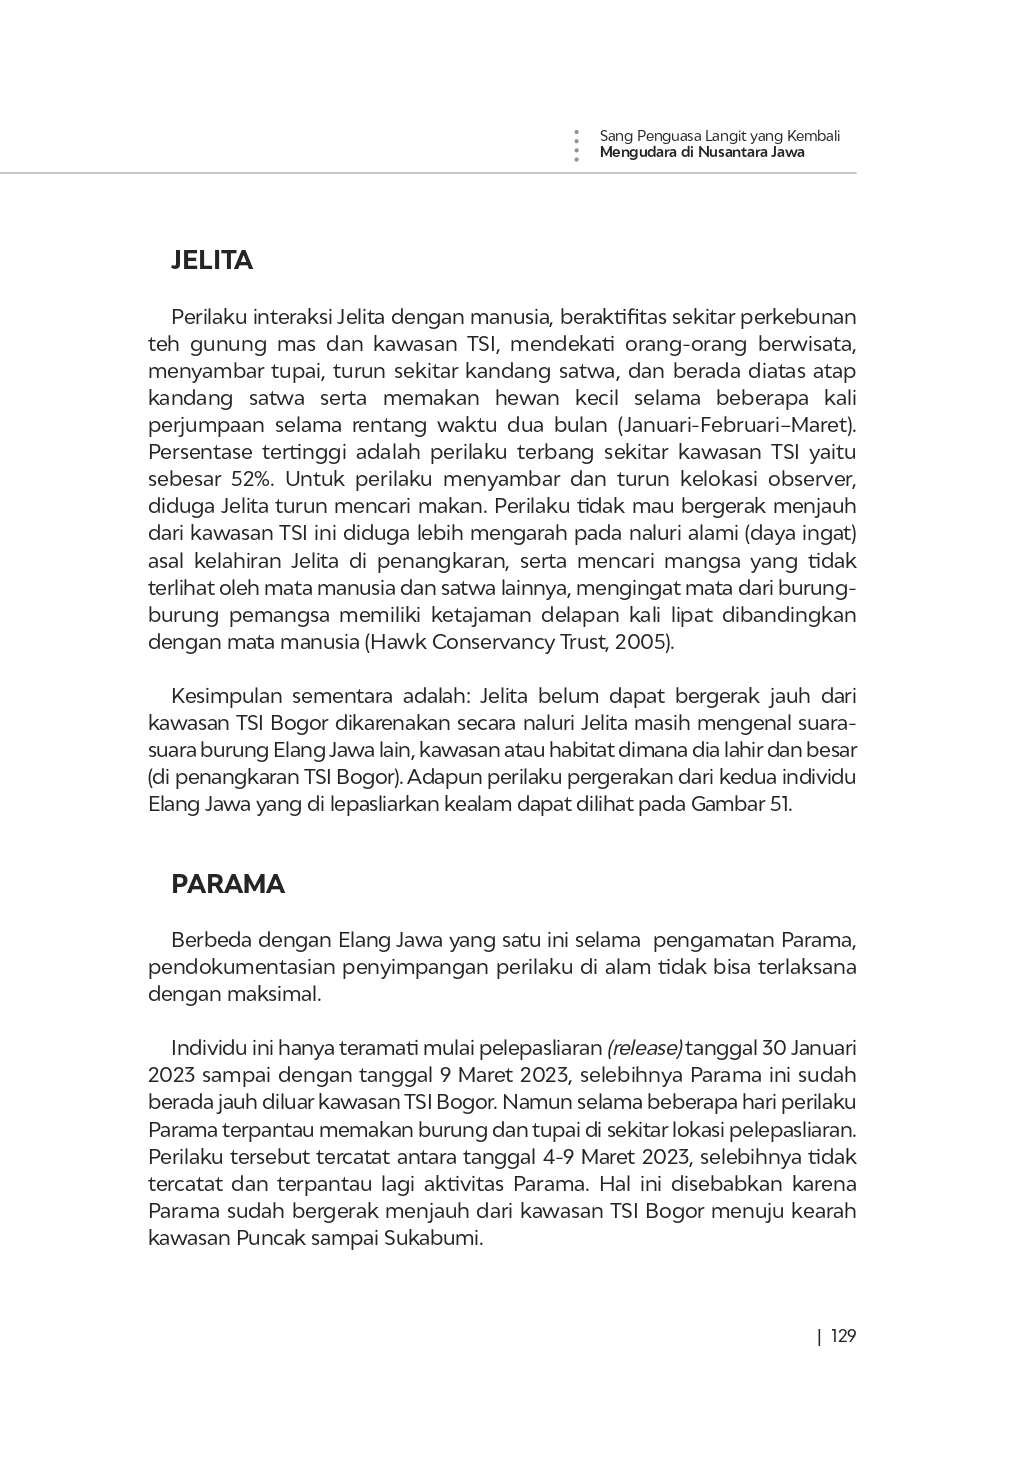 Sang Penguasa Langit yang Kembali
Mengudara di Nusantara Jawa
JELITA
Perilaku interaksi Jelita dengan manusia, beraktifitas sekitar perkebunan
teh gunung mas dan kawasan TSI, mendekati orang-orang berwisata,
menyambar tupai, turun sekitar kandang satwa, dan berada diatas atap
kandang satwa serta memakan hewan kecil selama beberapa kali
perjumpaan selama rentang waktu dua bulan (Januari-Februari–Maret).
Persentase tertinggi adalah perilaku terbang sekitar kawasan TSI yaitu
sebesar 52%. Untuk perilaku menyambar dan turun kelokasi observer,
diduga Jelita turun mencari makan. Perilaku tidak mau bergerak menjauh
dari kawasan TSI ini diduga lebih mengarah pada naluri alami (daya ingat)
asal kelahiran Jelita di penangkaran, serta mencari mangsa yang tidak
terlihat oleh mata manusia dan satwa lainnya, mengingat mata dari burung-
burung pemangsa memiliki ketajaman delapan kali lipat dibandingkan
dengan mata manusia (Hawk Conservancy Trust, 2005).
Kesimpulan sementara adalah: Jelita belum dapat bergerak jauh dari
kawasan TSI Bogor dikarenakan secara naluri Jelita masih mengenal suara-
suara burung Elang Jawa lain, kawasan atau habitat dimana dia lahir dan besar
(di penangkaran TSI Bogor). Adapun perilaku pergerakan dari kedua individu
Elang Jawa yang di lepasliarkan kealam dapat dilihat pada Gambar 51.
PARAMA
Berbeda dengan Elang Jawa yang satu ini selama  pengamatan Parama,
pendokumentasian penyimpangan perilaku di alam tidak bisa terlaksana
dengan maksimal.
Individu ini hanya teramati mulai pelepasliaran (release) tanggal 30 Januari
2023 sampai dengan tanggal 9 Maret 2023, selebihnya Parama ini sudah
berada jauh diluar kawasan TSI Bogor. Namun selama beberapa hari perilaku
Parama terpantau memakan burung dan tupai di sekitar lokasi pelepasliaran.
Perilaku tersebut tercatat antara tanggal 4-9 Maret 2023, selebihnya tidak
tercatat dan terpantau lagi aktivitas Parama. Hal ini disebabkan karena
Parama sudah bergerak menjauh dari kawasan TSI Bogor menuju kearah
kawasan Puncak sampai Sukabumi.
| 129